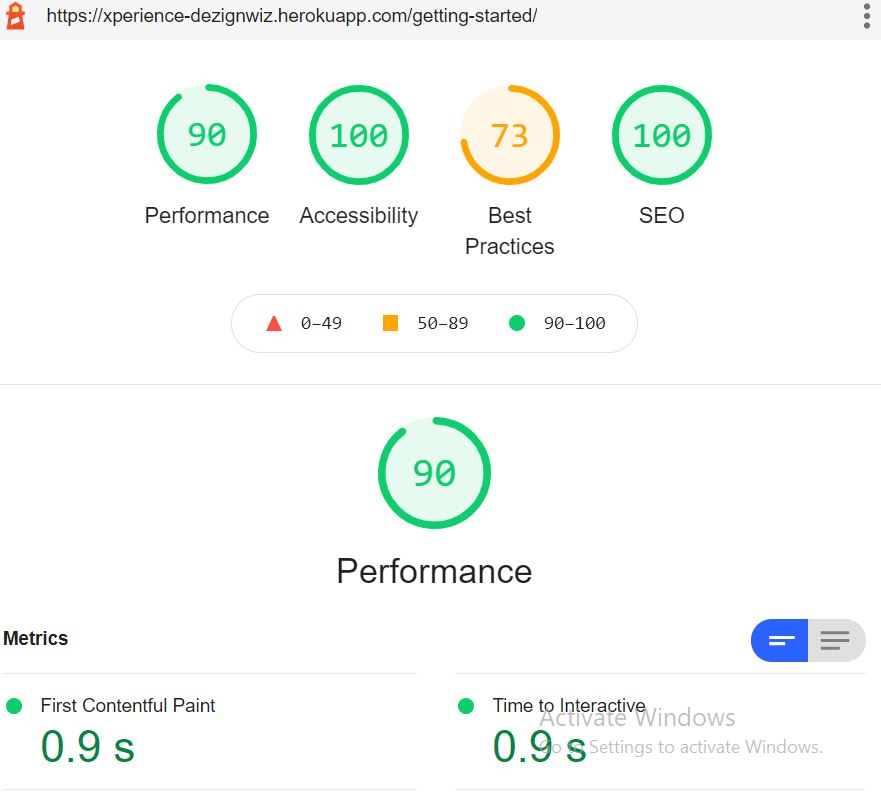 https://xperience-dezignwiz.herokuapp.com/getting-started/
90 100 73 100
Performance Accessibility Best Practices SEO
0–49 50–89 90–100
90
Performance
Metrics
First Contentful Paint Time to Interactive
0.9 s 0.9 s
Activate Windows
Go to Settings to activate Windows.